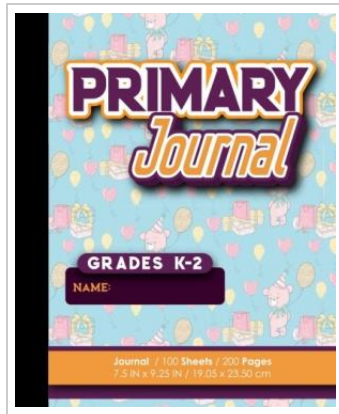 PRIMARY
Journal
GRADES K-2
NAME:
Journal / 100 Sheets / 200 Pages
7.5 IN x 9.25 IN / 19.05 x 23.50 cm